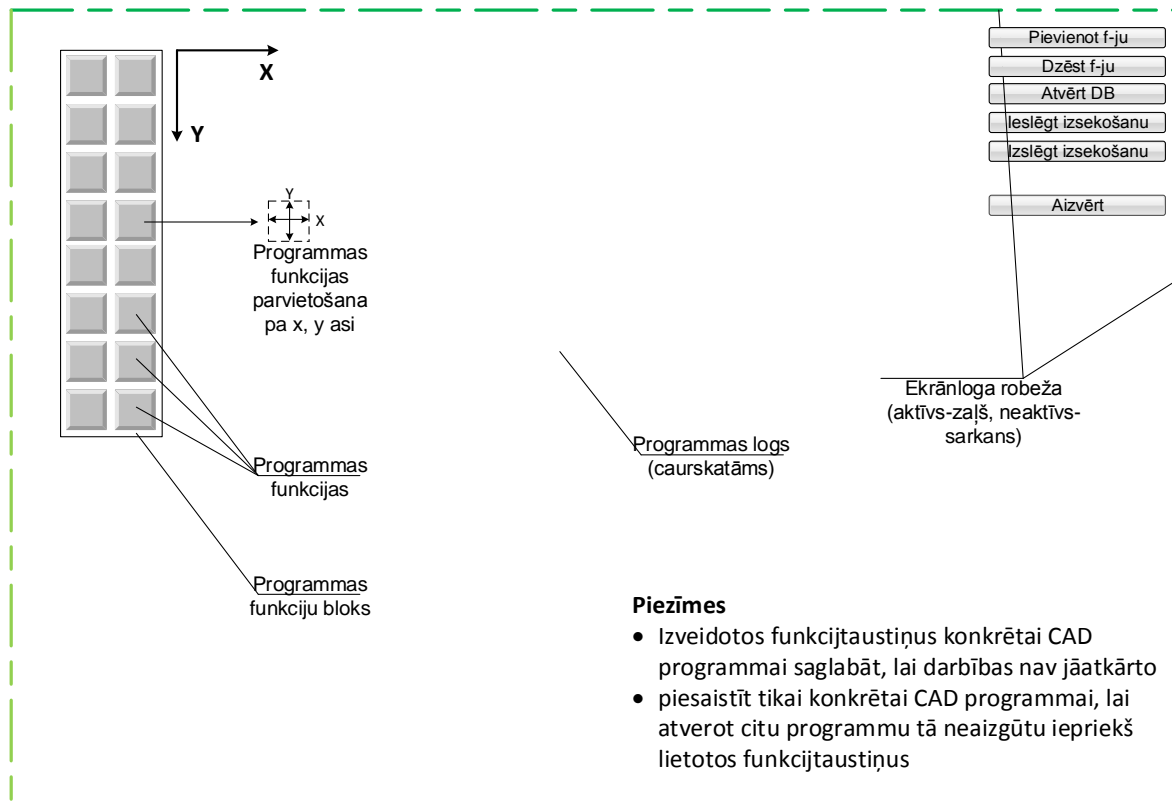 X
Y
Y
X
Programmas
funkcijas
parvietošana
pa x, y asi
Programmas
funkcijas
Programmas
funkciju bloks
Programmas logs
(caurskatāms)
Pievienot f-ju
Dzēst f-ju
Atvērt DB
Ieslēgt izsekošanu
Izslēgt izsekošanu
Aizvērt
Ekrānloga robeža
(aktīvs-zaļš, neaktīvs-
sarkans)
Piezīmes
• Izveidotos funkcijtaustiņus konkrētai CAD
programmai saglabāt, lai darbības nav jāatkārto
• piesaistīt tikai konkrētai CAD programmai, lai
atverot citu programmu tā neaizgūtu iepriekš
lietotos funkcijtaustiņus